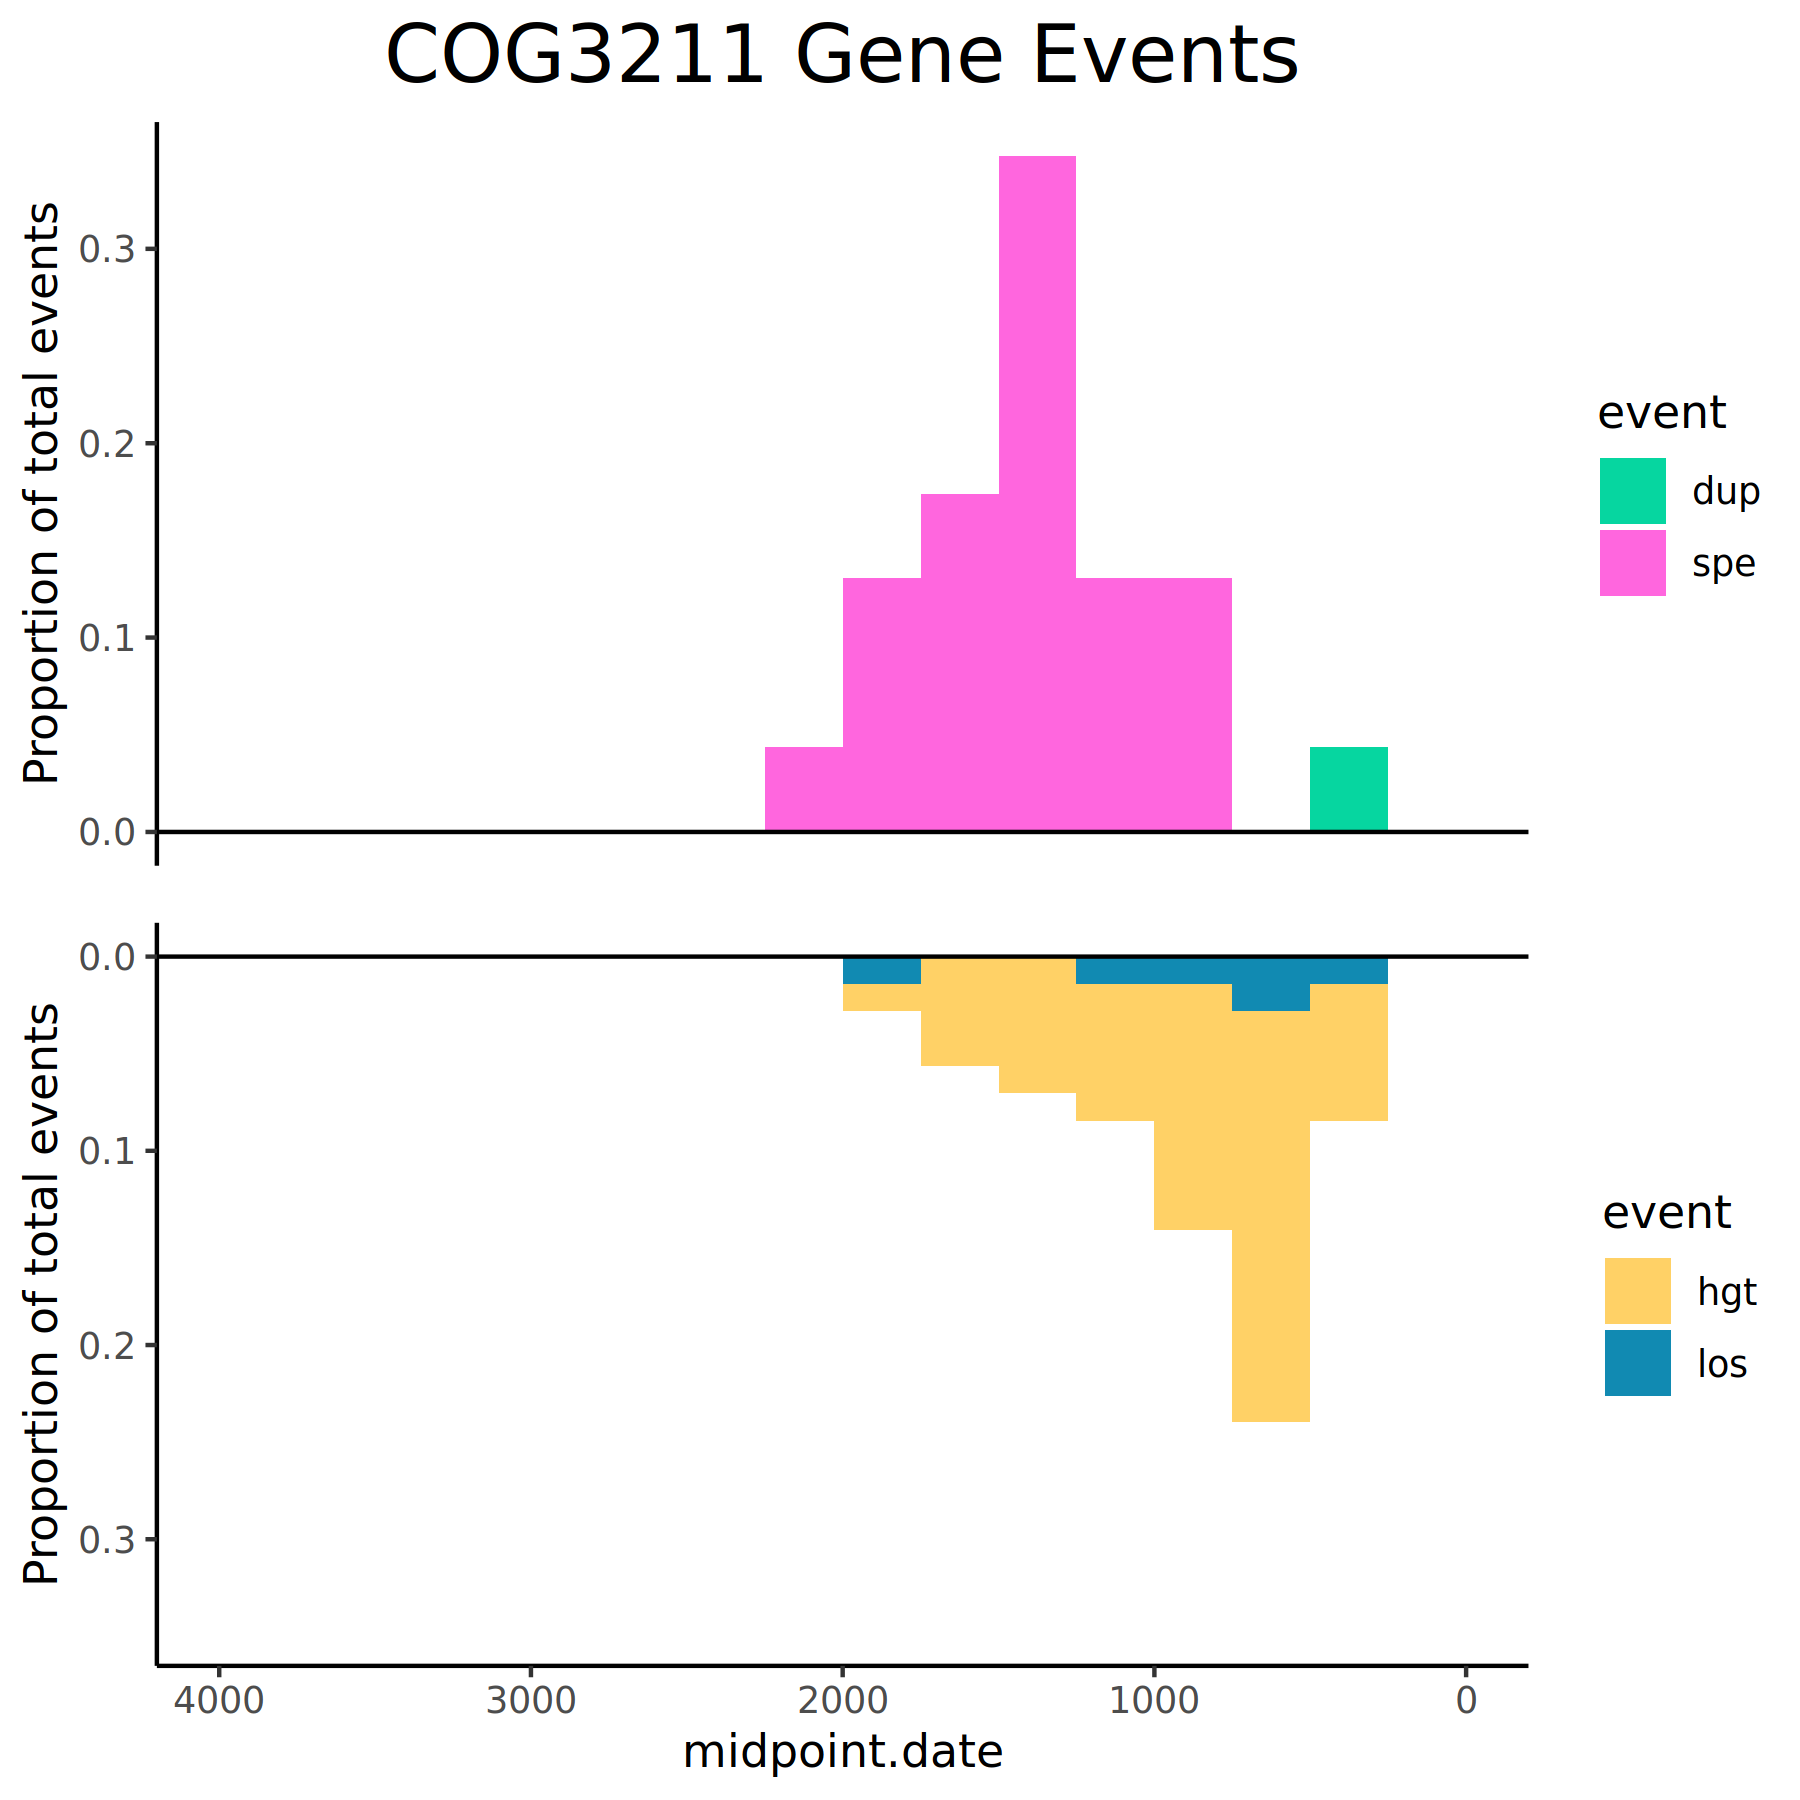 COG3211 Gene Events
Proportion of total events
0.3
0.2
0.1
0.0
event
dup
spe
Proportion of total events
0.0
0.1
0.2
0.3
event
hgt
los
4000 3000 2000 1000 0
midpoint.date